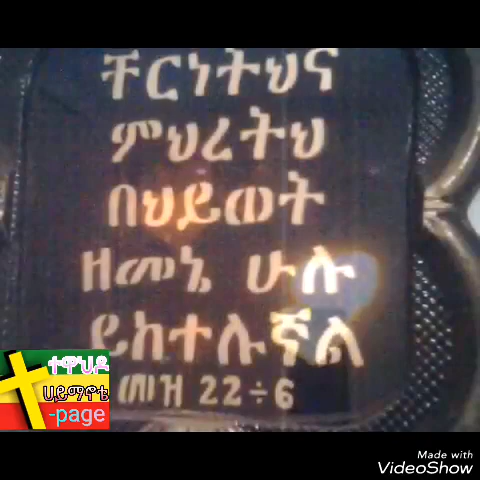 ቸርነትህና
ምህረትህ
በህይወት
ዘመኔ ሁሉ
ይከተሉኛል
መዝ 22÷6
ተዋህዶ
ሀይማኖቴ
-page
Made with
VideoShow